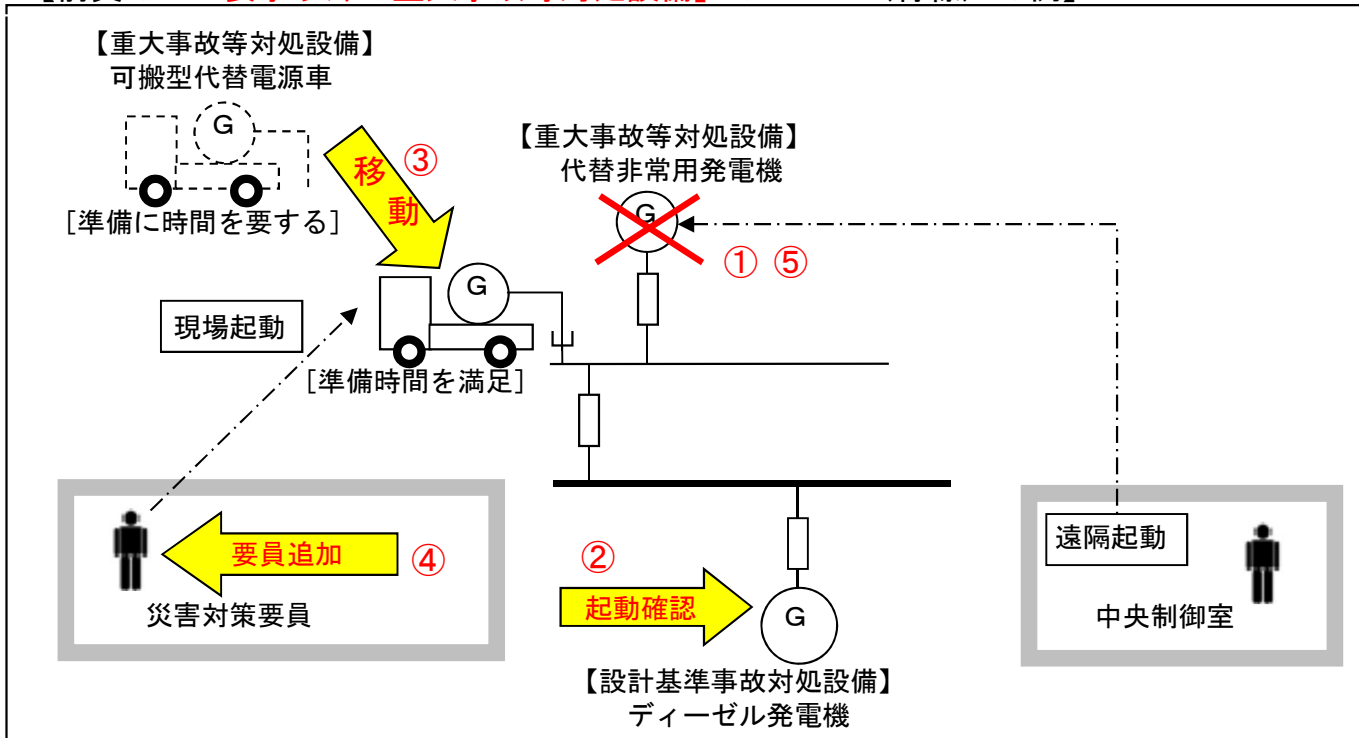 【重大事故等対処設備】
可搬型代替電源車
G
[準備に時間を要する]
移動
③
【重大事故等対処設備】
代替非常用発電機
G
① ⑤
G
現場起動
[準備時間を満足]
要員追加
④
災害対策要員
②
起動確認
G
【設計基準事故対処設備】
ディーゼル発電機
遠隔起動
中央制御室